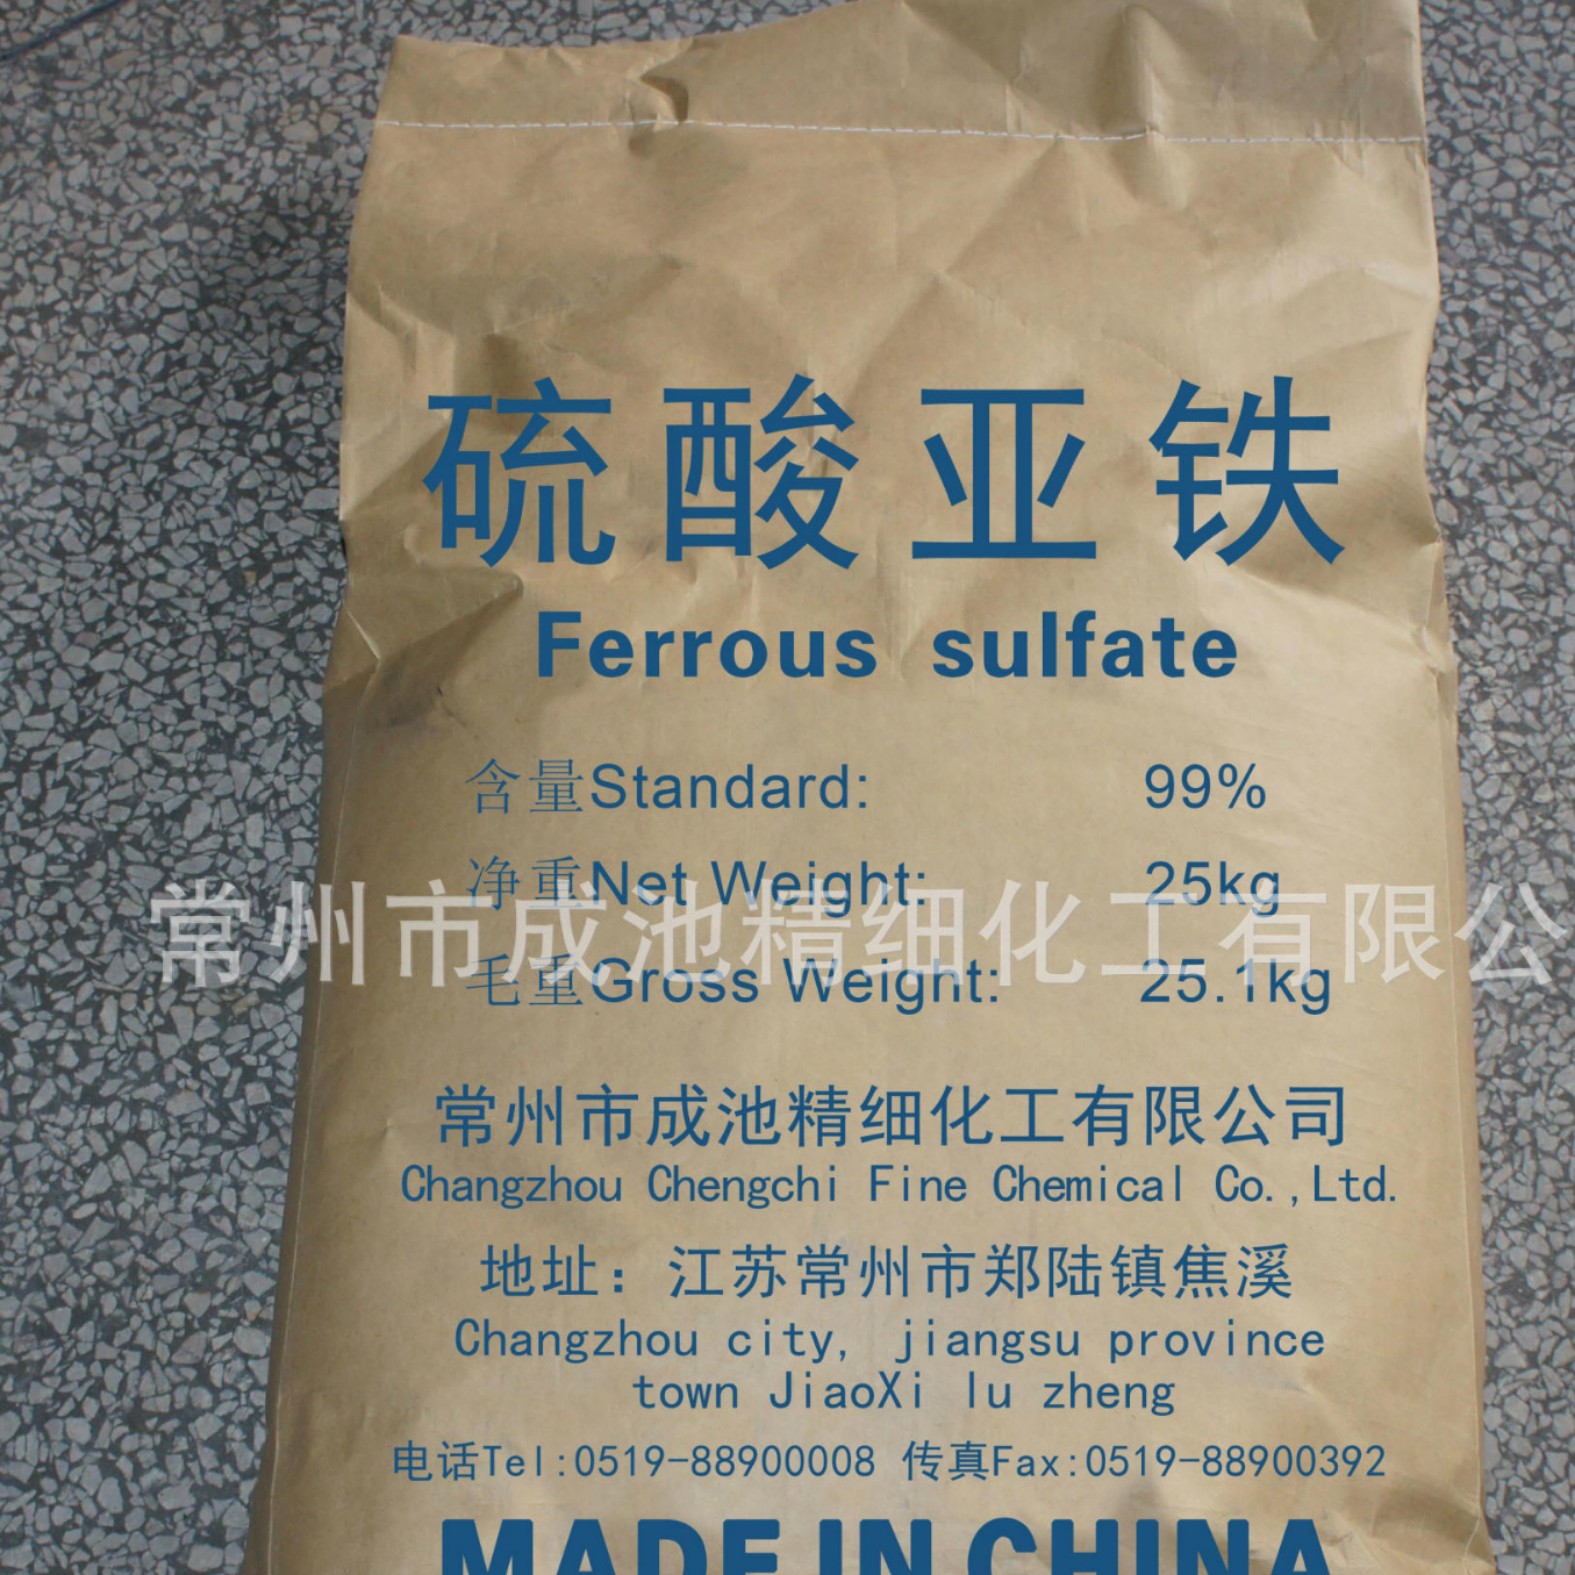 硫酸亚铁
Ferrous sulfate
含量Standard: 99%
净重Net Weight: 25kg
常州市成池精细化工有限公
毛重Gross Weight: 25.1kg
常州市成池精细化工有限公司
Changzhou Chengchi Fine Chemical Co.,Ltd.
地址：江苏常州市郑陆镇焦溪
Changzhou city, jiangsu province
town JiaoXi lu zheng
电话Tel:0519-88900008 传真Fax:0519-88900392
MADE IN CHINA